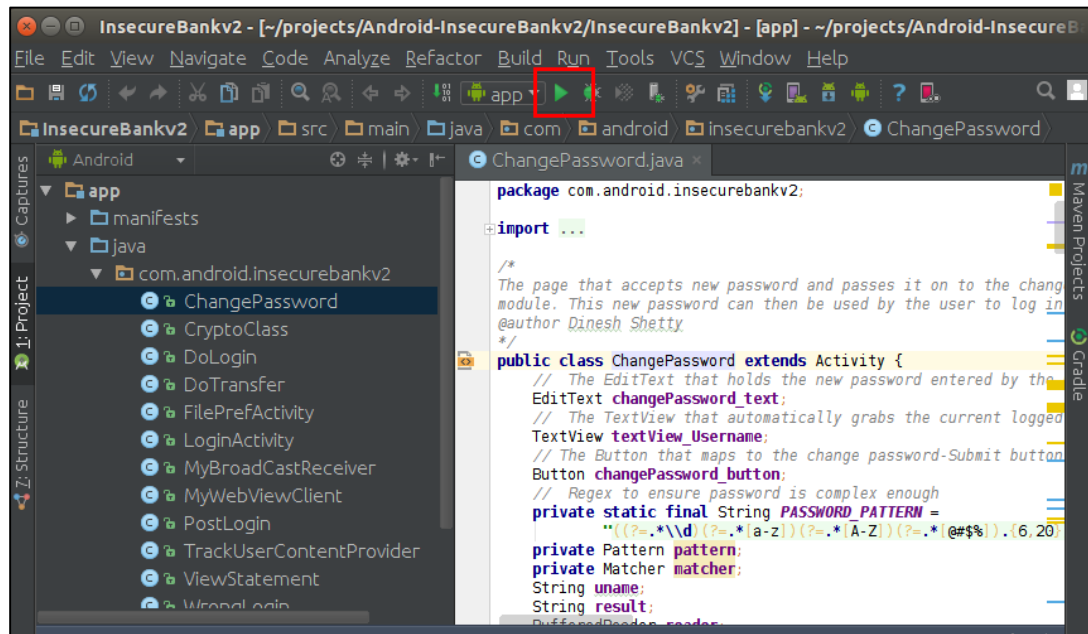 InsecureBankv2 - [~/projects/Android-InsecureBankv2/InsecureBankv2] - [app] - ~/projects/Android-InsecureB
File Edit View Navigate Code Analyze Refactor Build Run Tools VCS Window Help
app
InsecureBankv2 app src main java com android insecurebankv2 ChangePassword
Captures
1: Project
7: Structure
Android
app
manifests
java
com.android.insecurebankv2
ChangePassword
CryptoClass
DoLogin
DoTransfer
FilePrefActivity
LoginActivity
MyBroadCastReceiver
MyWebViewClient
PostLogin
TrackUserContentProvider
ViewStatement
WrongLogin
ChangePassword.java
package com.android.insecurebankv2;
import ...
/*
The page that accepts new password and passes it on to the chang
module. This new password can then be used by the user to log in
@author Dinesh Shetty
*/
public class ChangePassword extends Activity {
//  The EditText that holds the new password entered by the
EditText changePassword_text;
//  The TextView that automatically grabs the current logged
TextView textView_Username;
// The Button that maps to the change password-Submit button
Button changePassword_button;
//  Regex to ensure password is complex enough
private static final String PASSWORD_PATTERN =
"((?=.*\\d)(?=.*[a-z])(?=.*[A-Z])(?=.*[@#$%]).{6,20}
private Pattern pattern;
private Matcher matcher;
String uname;
String result;
BufferedReader reader;
m
Maven Projects
Gradle